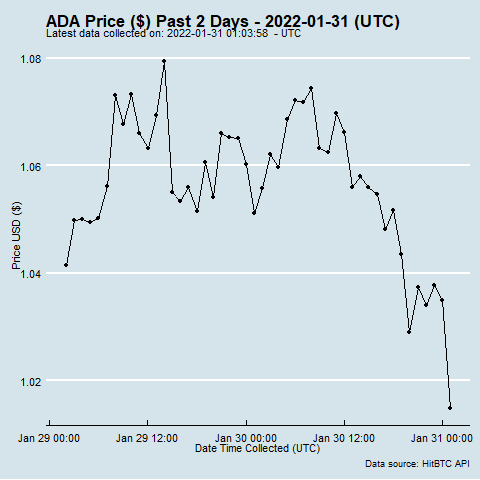 ADA Price ($) Past 2 Days - 2022-01-31 (UTC)
Latest data collected on: 2022-01-31 01:03:58 - UTC
1.08
1.06
1.04
1.02
Price USD ($)
Jan 29 00:00 Jan 29 12:00 Jan 30 00:00 Jan 30 12:00 Jan 31 00:00
Date Time Collected (UTC)
Data source: HitBTC API